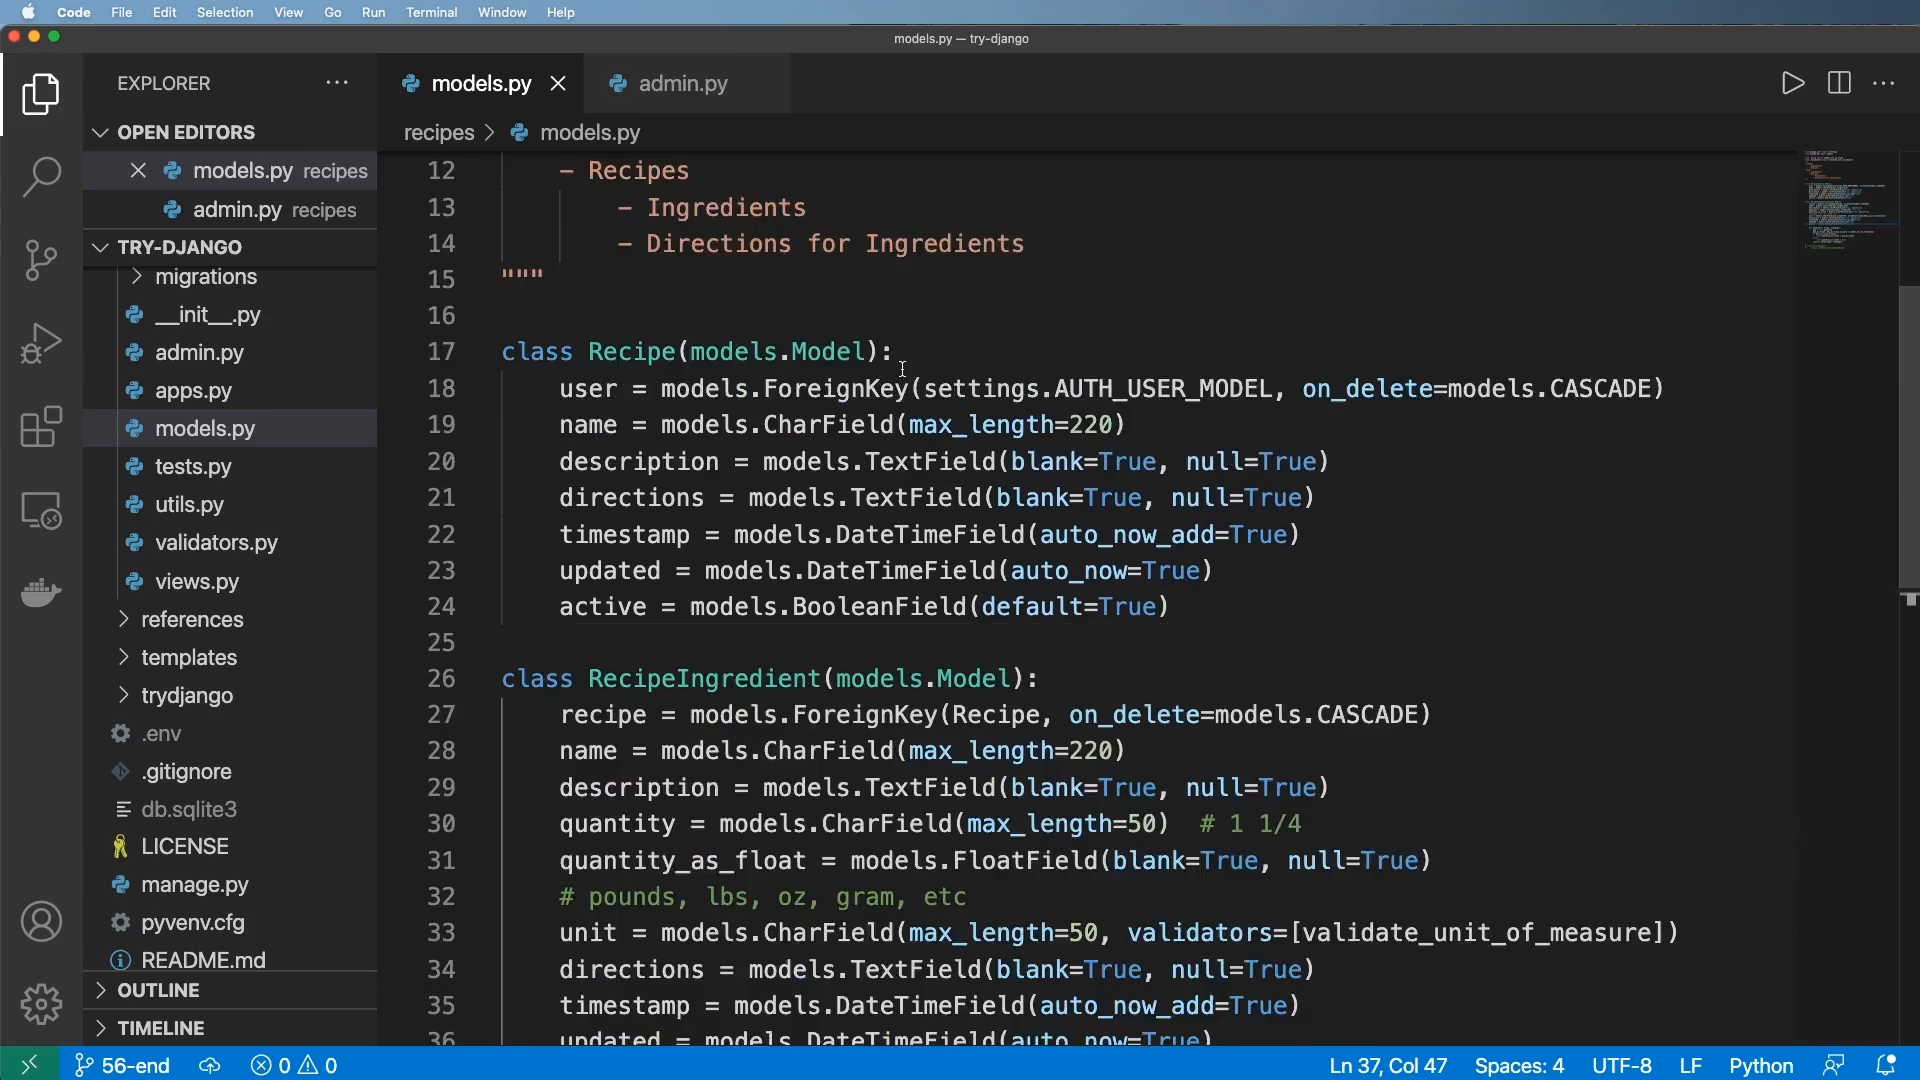 Code File Edit Selection View Go Run Terminal Window Help
models.py — try-django
EXPLORER
OPEN EDITORS
models.py recipes
admin.py recipes
TRY-DJANGO
migrations
__init__.py
admin.py
apps.py
models.py
tests.py
utils.py
validators.py
views.py
references
templates
trydjango
.env
.gitignore
db.sqlite3
LICENSE
manage.py
pyvenv.cfg
README.md
OUTLINE
TIMELINE
models.py admin.py
recipes > models.py
12 - Recipes
13 - Ingredients
14 - Directions for Ingredients
15 """
16
17 class Recipe(models.Model):
18 user = models.ForeignKey(settings.AUTH_USER_MODEL, on_delete=models.CASCADE)
19 name = models.CharField(max_length=220)
20 description = models.TextField(blank=True, null=True)
21 directions = models.TextField(blank=True, null=True)
22 timestamp = models.DateTimeField(auto_now_add=True)
23 updated = models.DateTimeField(auto_now=True)
24 active = models.BooleanField(default=True)
25
26 class RecipeIngredient(models.Model):
27 recipe = models.ForeignKey(Recipe, on_delete=models.CASCADE)
28 name = models.CharField(max_length=220)
29 description = models.TextField(blank=True, null=True)
30 quantity = models.CharField(max_length=50) # 1 1/4
31 quantity_as_float = models.FloatField(blank=True, null=True)
32 # pounds, lbs, oz, gram, etc
33 unit = models.CharField(max_length=50, validators=[validate_unit_of_measure])
34 directions = models.TextField(blank=True, null=True)
35 timestamp = models.DateTimeField(auto_now_add=True)
36 updated = models.DateTimeField(auto_now=True)
56-end 0 0 Ln 37, Col 47 Spaces: 4 UTF-8 LF Python